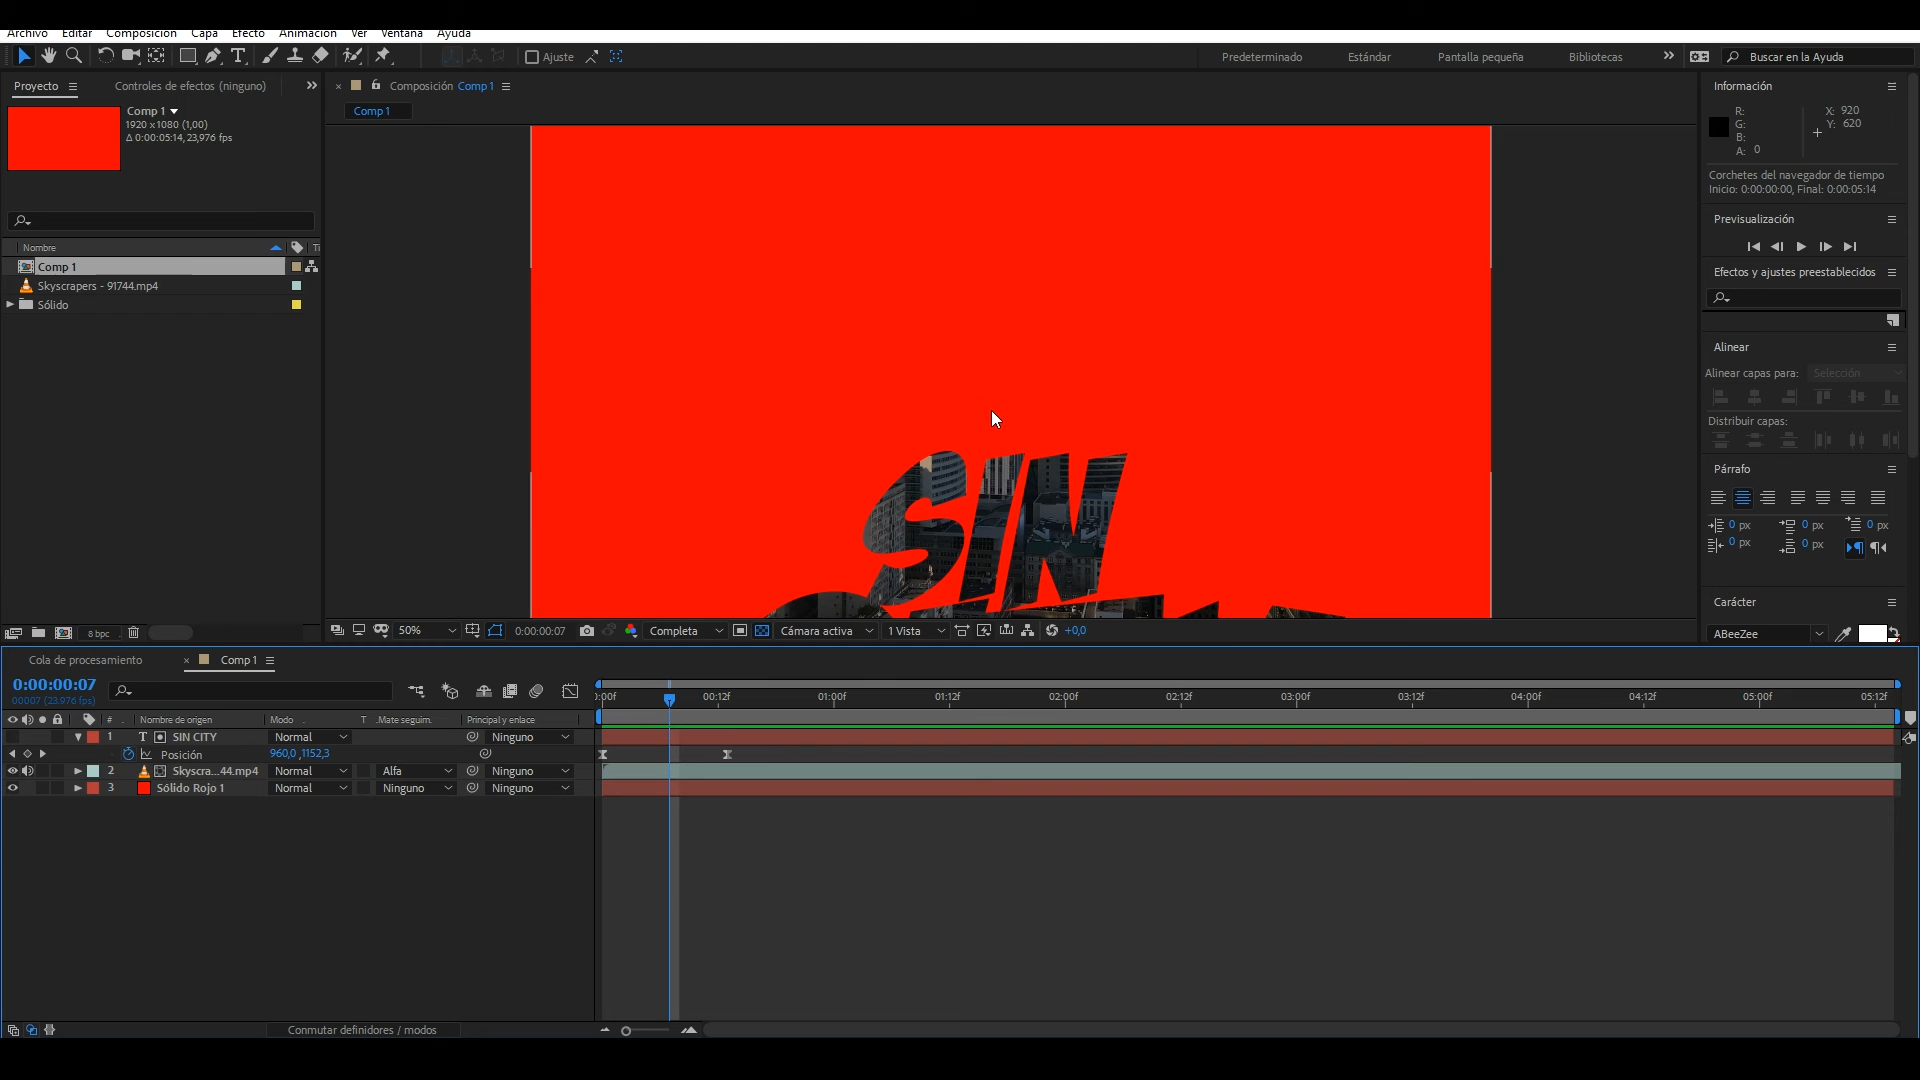 Archivo Editar Composición Capa Efecto Animación Ver Ventana Ayuda
Ajuste
Predeterminado Estándar Pantalla pequeña Bibliotecas
Buscar en la Ayuda
Proyecto
Controles de efectos (ninguno)
Comp 1
1920 x 1080 (1,00)
Δ 0:00:05:14, 23,976 fps
Nombre
Comp 1
Skyscrapers - 91744.mp4
Sólido
8 bpc
Composición Comp 1
Comp 1
SIN
50%
0:00:00:07
Completa
Cámara activa
1 Vista
+0,0
Información
R:
G:
B:
A: 0
X: 920
Y: 620
Corchetes del navegador de tiempo
Inicio: 0:00:00:00, Final: 0:00:05:14
Previsualización
Efectos y ajustes preestablecidos
Alinear
Alinear capas para: Selección
Distribuir capas:
Párrafo
0 px 0 px 0 px
0 px 0 px
Carácter
ABeeZee
Cola de procesamiento
Comp 1
0:00:00:07
00007 (23.976 fps)
:00f 00:12f 01:00f 01:12f 02:00f 02:12f 03:00f 03:12f 04:00f 04:12f 05:00f 05:12f
# Nombre de origen Modo T .Mate seguim. Principal y enlace
1 T SIN CITY Normal Ninguno
Posición 960,0 ,1152,3
2 Skyscra...44.mp4 Normal Alfa Ninguno
3 Sólido Rojo 1 Normal Ninguno Ninguno
Conmutar definidores / modos